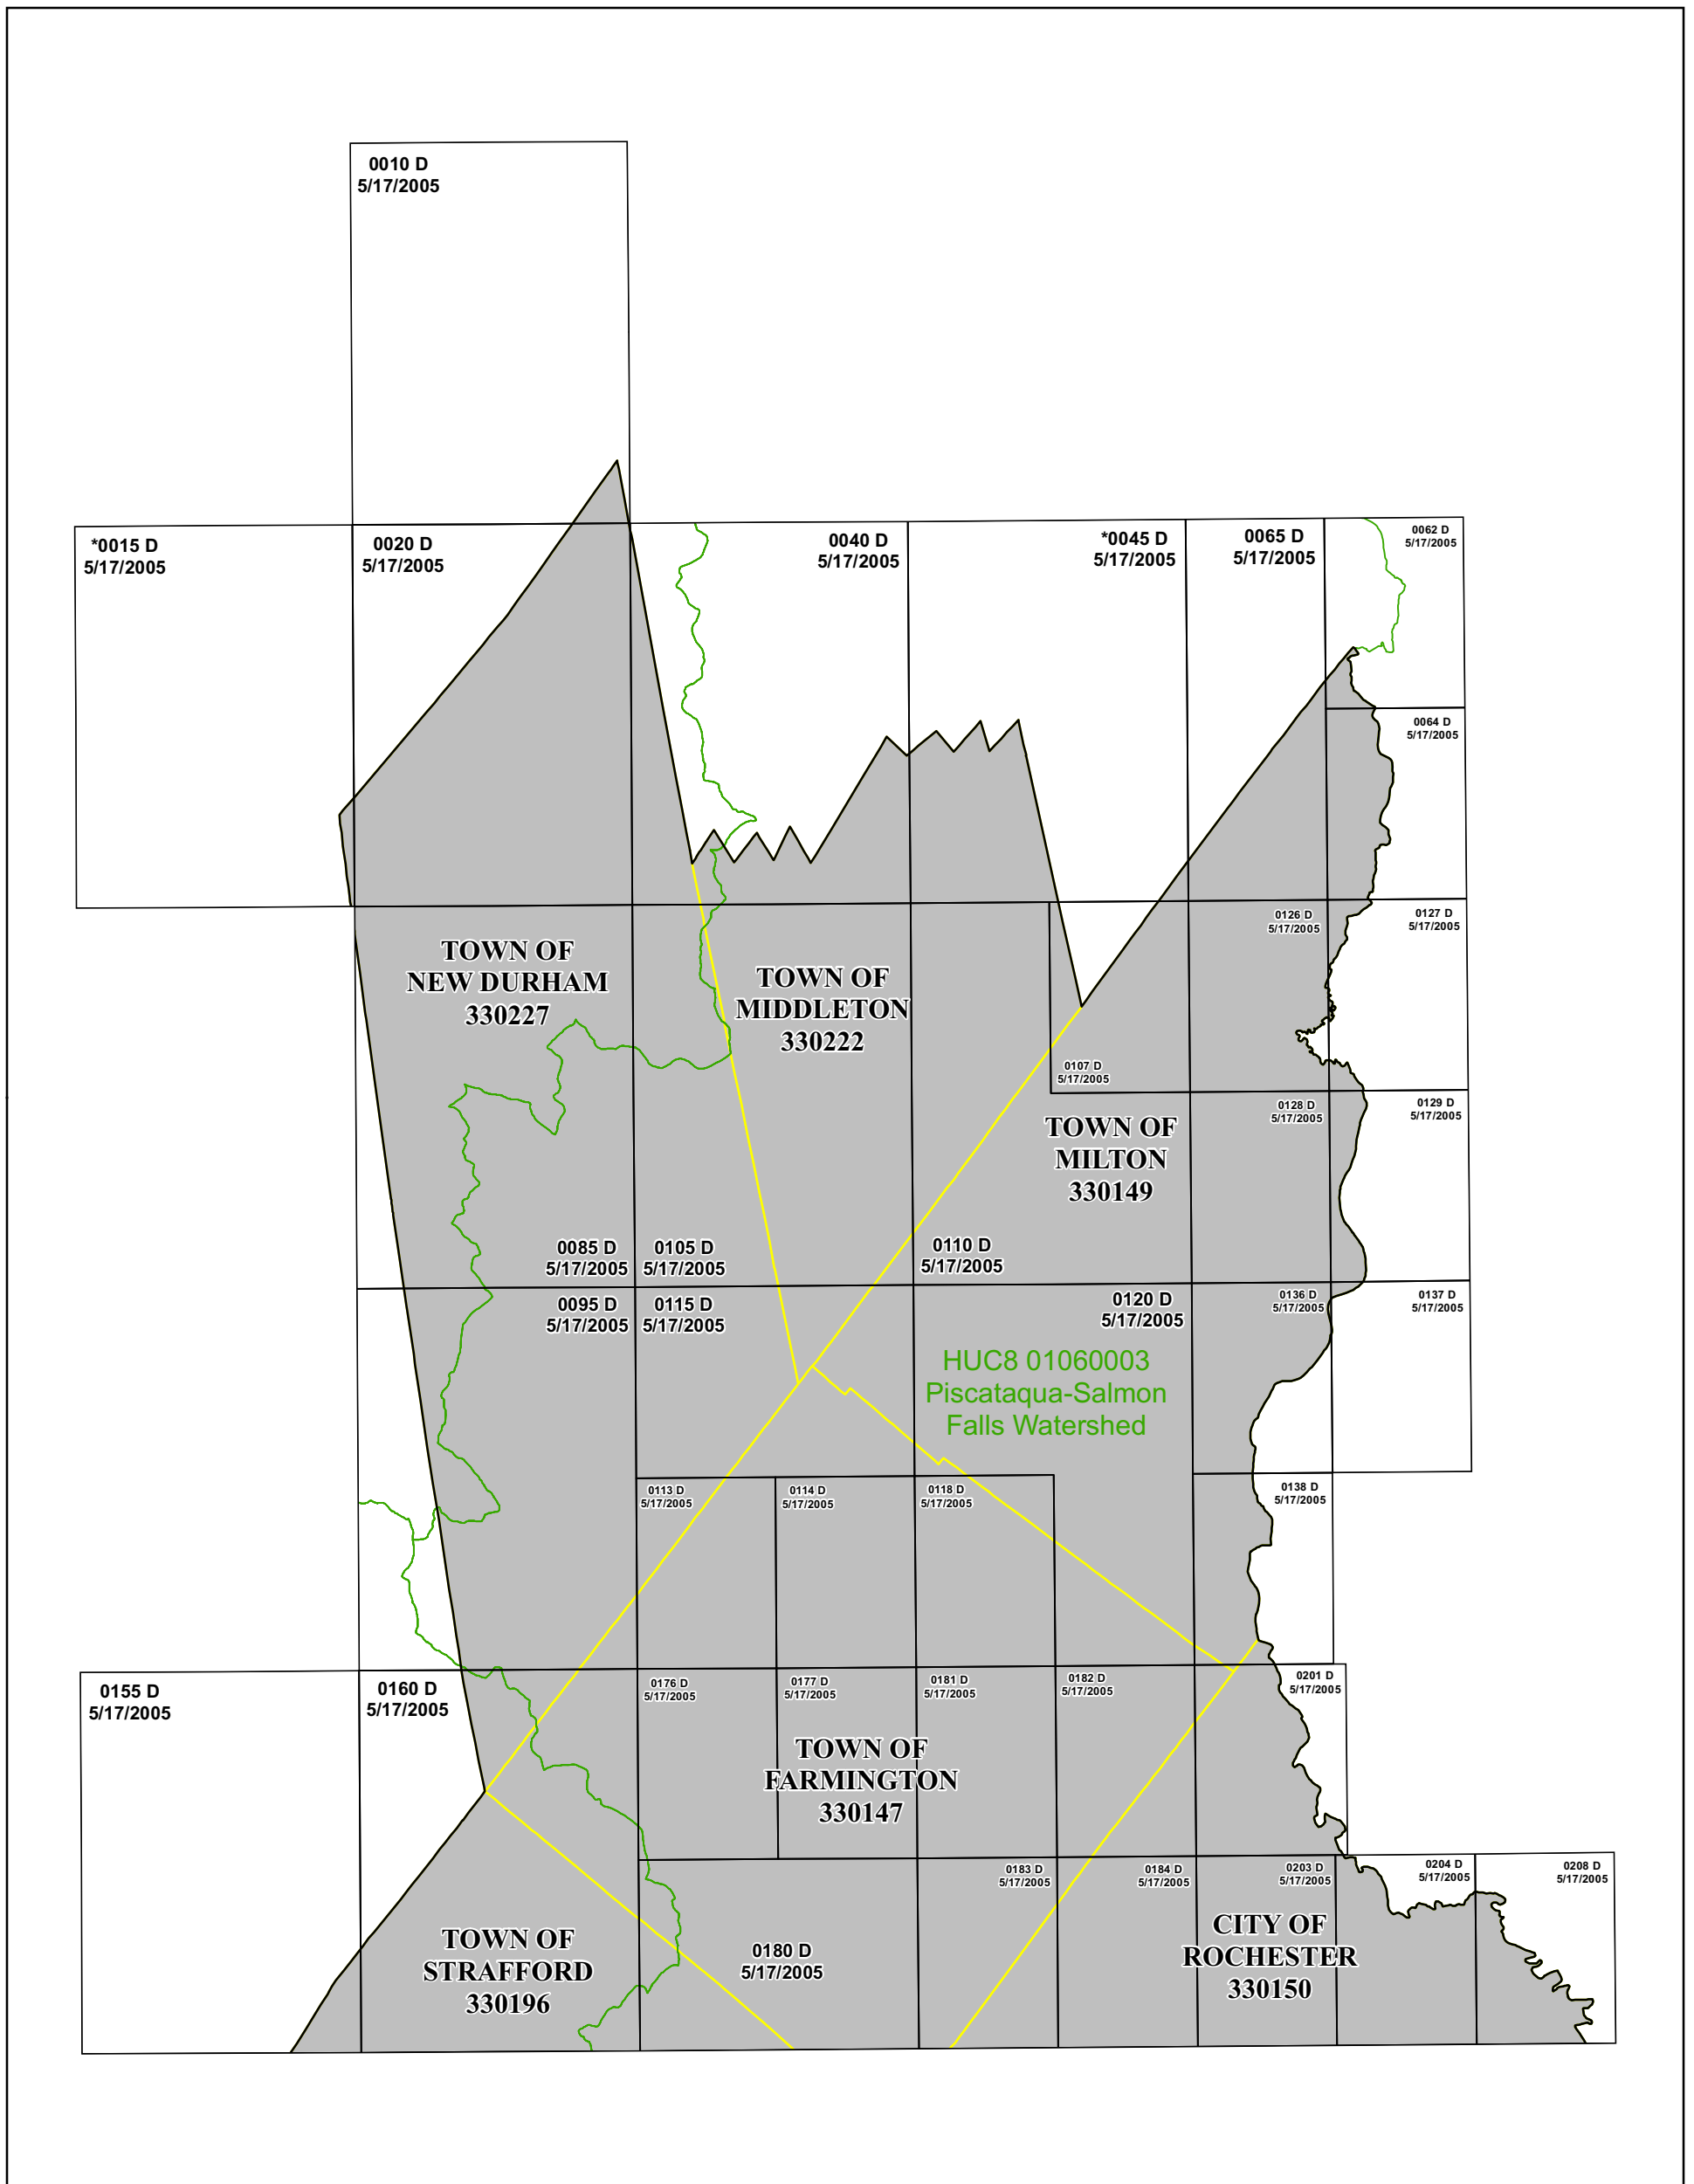 0010 D
5/17/2005
*0015 D
5/17/2005
0020 D
5/17/2005
0040 D
5/17/2005
*0045 D
5/17/2005
0065 D
5/17/2005
0062 D
5/17/2005
0064 D
5/17/2005
0126 D
5/17/2005
0127 D
5/17/2005
TOWN OF
NEW DURHAM
330227
TOWN OF
MIDDLETON
330222
0107 D
5/17/2005
0128 D
5/17/2005
0129 D
5/17/2005
TOWN OF
MILTON
330149
0085 D
5/17/2005
0105 D
5/17/2005
0110 D
5/17/2005
0095 D
5/17/2005
0115 D
5/17/2005
0120 D
5/17/2005
0136 D
5/17/2005
0137 D
5/17/2005
HUC8 01060003
Piscataqua-Salmon
Falls Watershed
0113 D
5/17/2005
0114 D
5/17/2005
0118 D
5/17/2005
0138 D
5/17/2005
0155 D
5/17/2005
0160 D
5/17/2005
0176 D
5/17/2005
0177 D
5/17/2005
0181 D
5/17/2005
0182 D
5/17/2005
0201 D
5/17/2005
TOWN OF
FARMINGTON
330147
0183 D
5/17/2005
0184 D
5/17/2005
0203 D
5/17/2005
0204 D
5/17/2005
0208 D
5/17/2005
TOWN OF
STRAFFORD
330196
0180 D
5/17/2005
CITY OF
ROCHESTER
330150